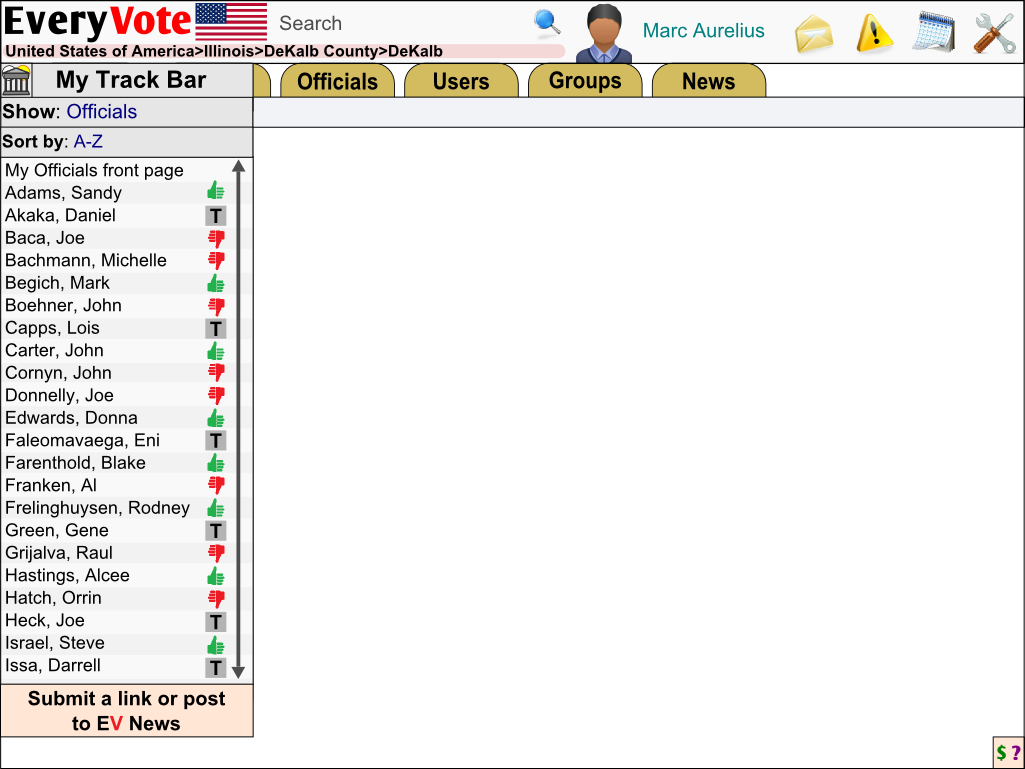 EveryVote
Search
Marc Aurelius
United States of America>Illinois>DeKalb County>DeKalb
My Track Bar
Officials
Users
Groups
News
Show: Officials
Sort by: A-Z
My Officials front page
Adams, Sandy
Akaka, Daniel T
Baca, Joe
Bachmann, Michelle
Begich, Mark
Boehner, John
Capps, Lois T
Carter, John
Cornyn, John
Donnelly, Joe
Edwards, Donna
Faleomavaega, Eni T
Farenthold, Blake
Franken, Al
Frelinghuysen, Rodney
Green, Gene T
Grijalva, Raul
Hastings, Alcee
Hatch, Orrin
Heck, Joe T
Israel, Steve
Issa, Darrell T
Submit a link or post
to EV News
$ ?